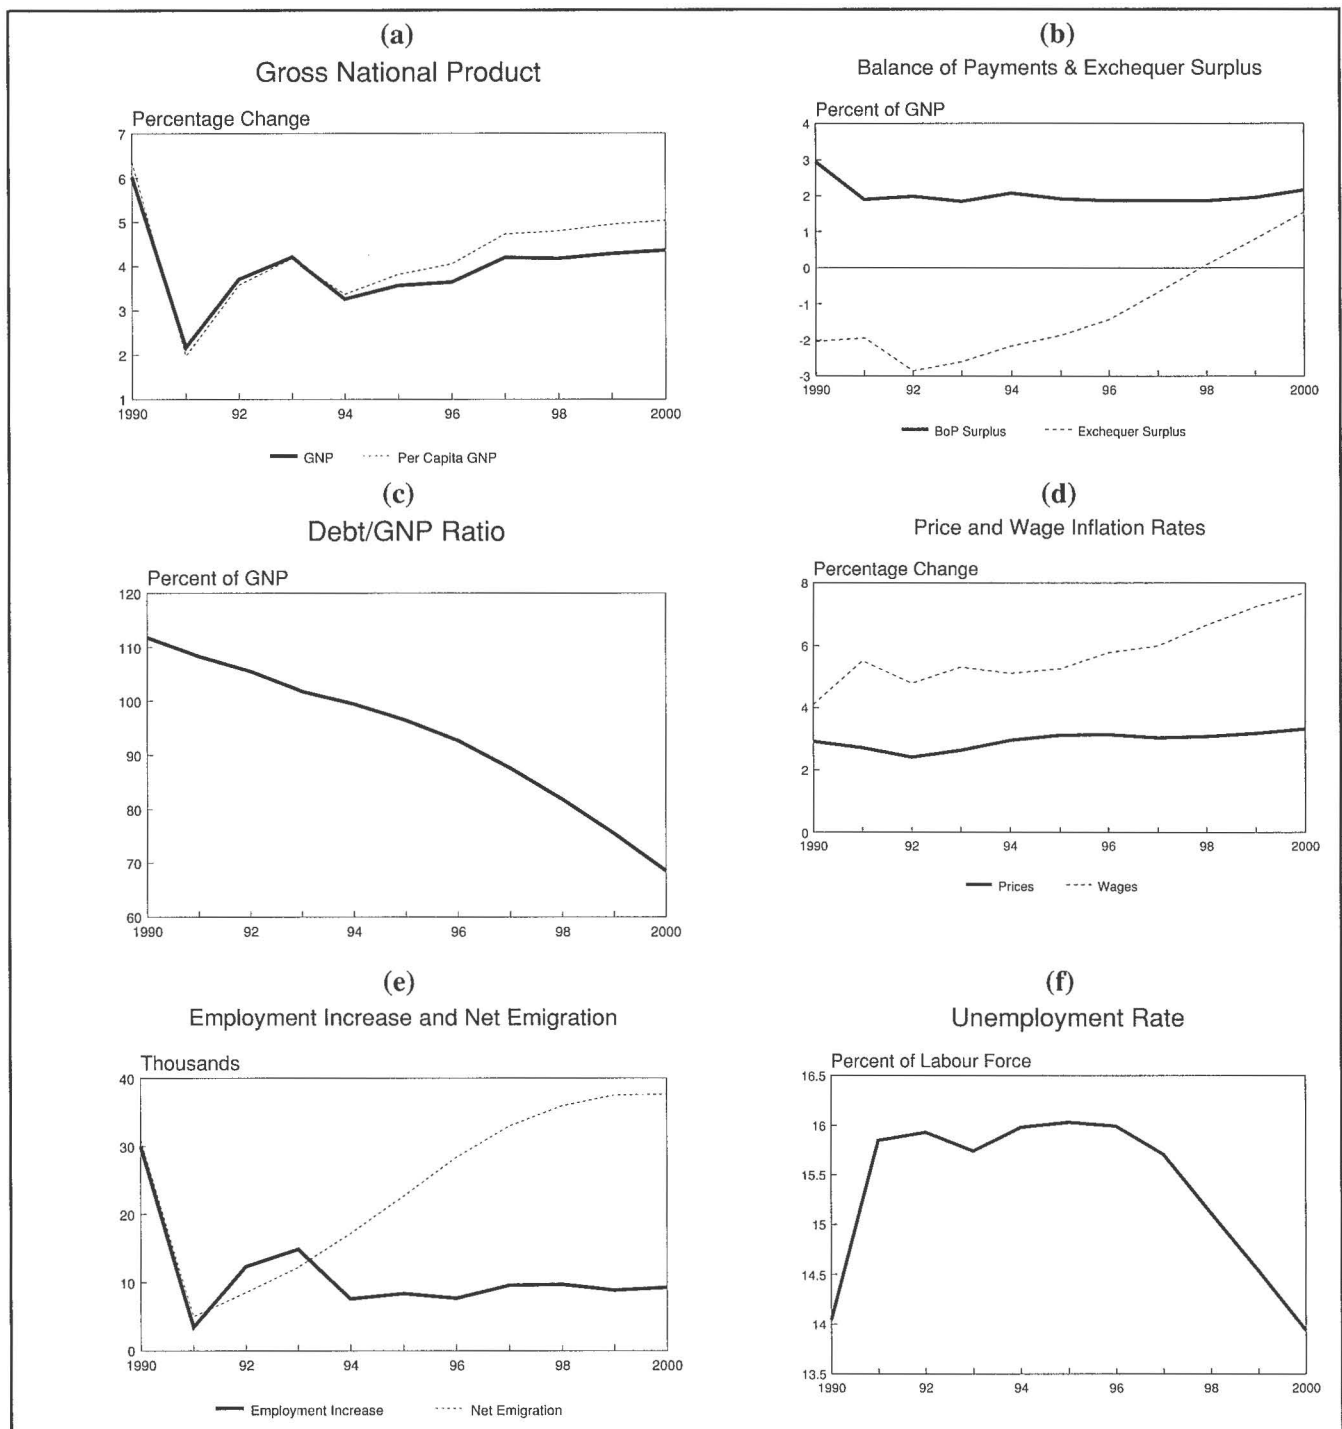 (a)
Gross National Product
Percentage Change
7
6
5
4
3
2
1
1990 92 94 96 98 2000
GNP Per Capita GNP
(b)
Balance of Payments & Exchequer Surplus
Percent of GNP
4
3
2
1
0
-1
-2
-3
1990 92 94 96 98 2000
BoP Surplus Exchequer Surplus
(c)
Debt/GNP Ratio
Percent of GNP
120
110
100
90
80
70
60
1990 92 94 96 98 2000
(d)
Price and Wage Inflation Rates
Percentage Change
8
6
4
2
0
1990 92 94 96 98 2000
Prices Wages
(e)
Employment Increase and Net Emigration
Thousands
40
30
20
10
0
1990 92 94 96 98 2000
Employment Increase Net Emigration
(f)
Unemployment Rate
Percent of Labour Force
16.5
16
15.5
15
14.5
14
13.5
1990 92 94 96 98 2000